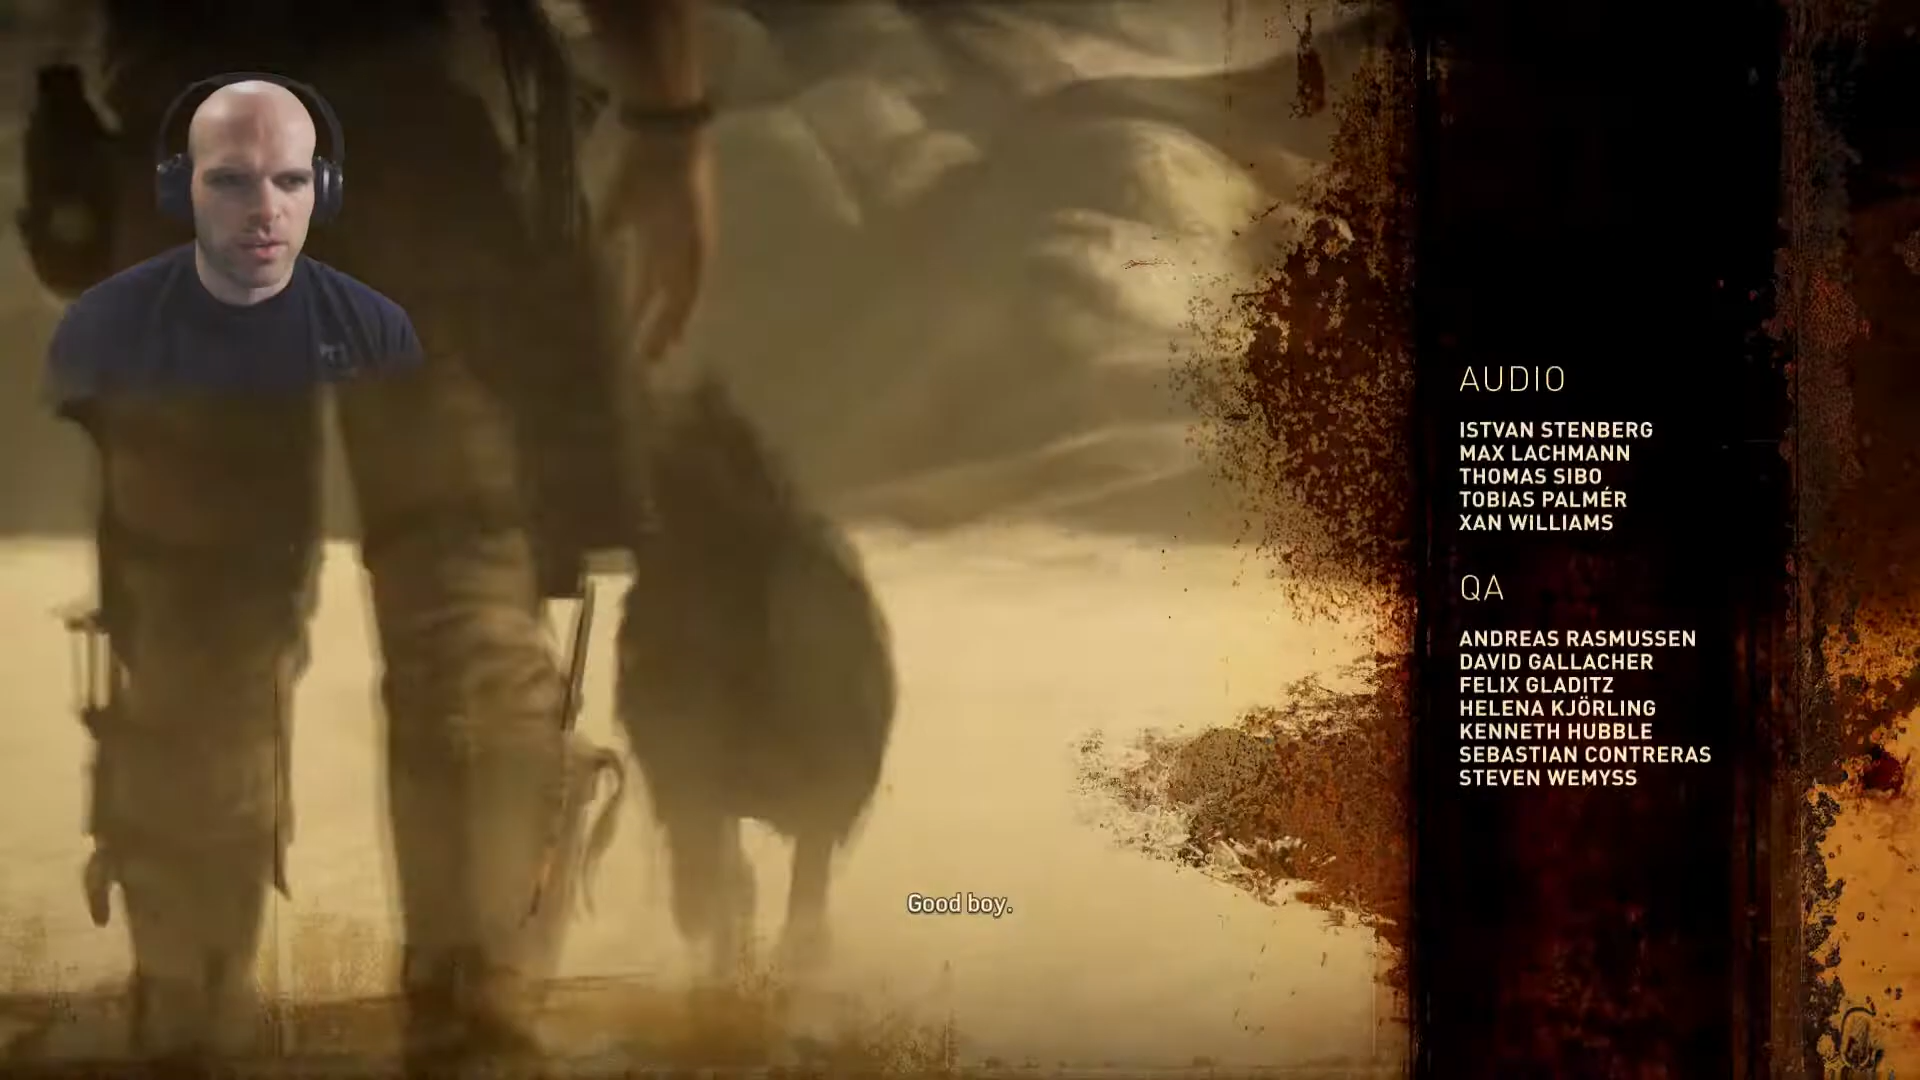 AUDIO
ISTVAN STENBERG
MAX LACHMANN
THOMAS SIBO
TOBIAS PALMÉR
XAN WILLIAMS
QA
ANDREAS RASMUSSEN
DAVID GALLACHER
FELIX GLADITZ
HELENA KJÖRLING
KENNETH HUBBLE
SEBASTIAN CONTRERAS
STEVEN WEMYSS
Good boy.